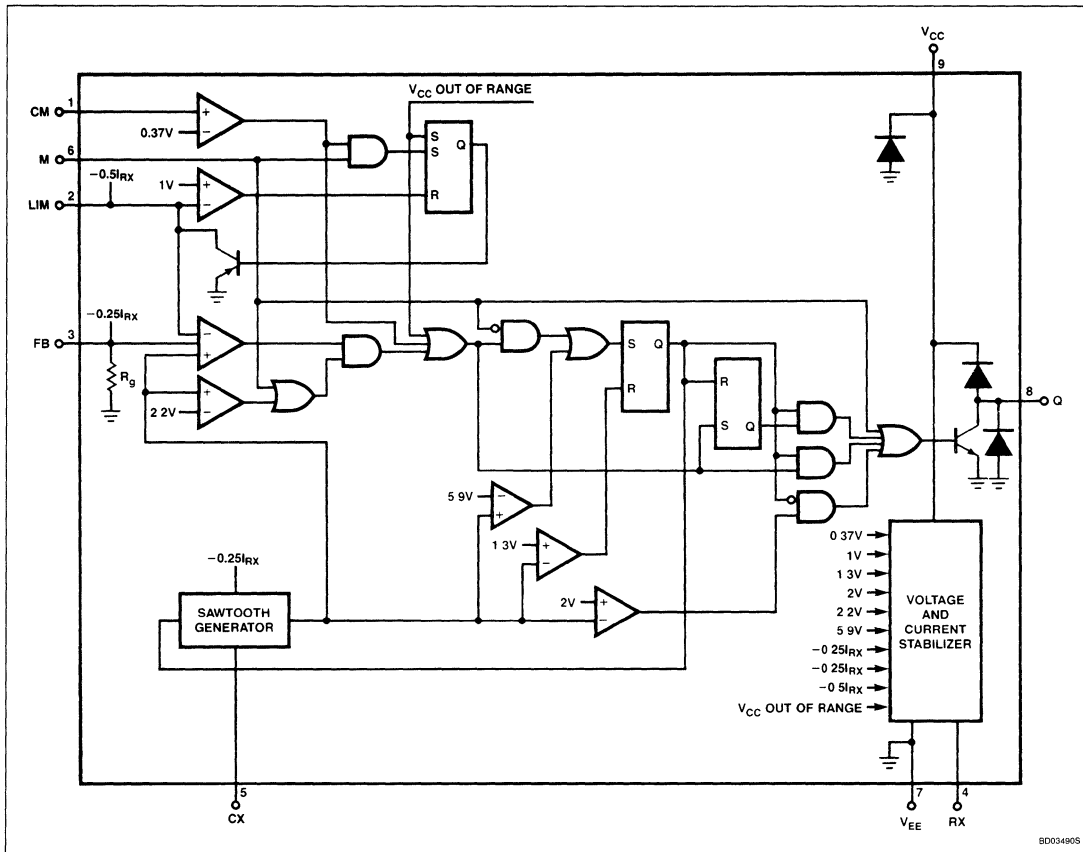 VCC
9
1
CM
0.37V
6
M
−0.5IRX
2
LIM
1V
+
−
+
−
VCC OUT OF RANGE
S
S
Q
R
−0.25IRX
3
FB
Rg
−
+
+
−
2 2V
S
Q
R
R
S
Q
8
Q
5 9V
−
+
1 3V
+
−
2V
+
−
−0.25IRX
SAWTOOTH
GENERATOR
0 37V
1V
1 3V
2V
2 2V
5 9V
−0 25IRX
−0 25IRX
−0 5IRX
VCC OUT OF RANGE
VOLTAGE
AND
CURRENT
STABILIZER
5
CX
7
VEE
4
RX
BD03490S